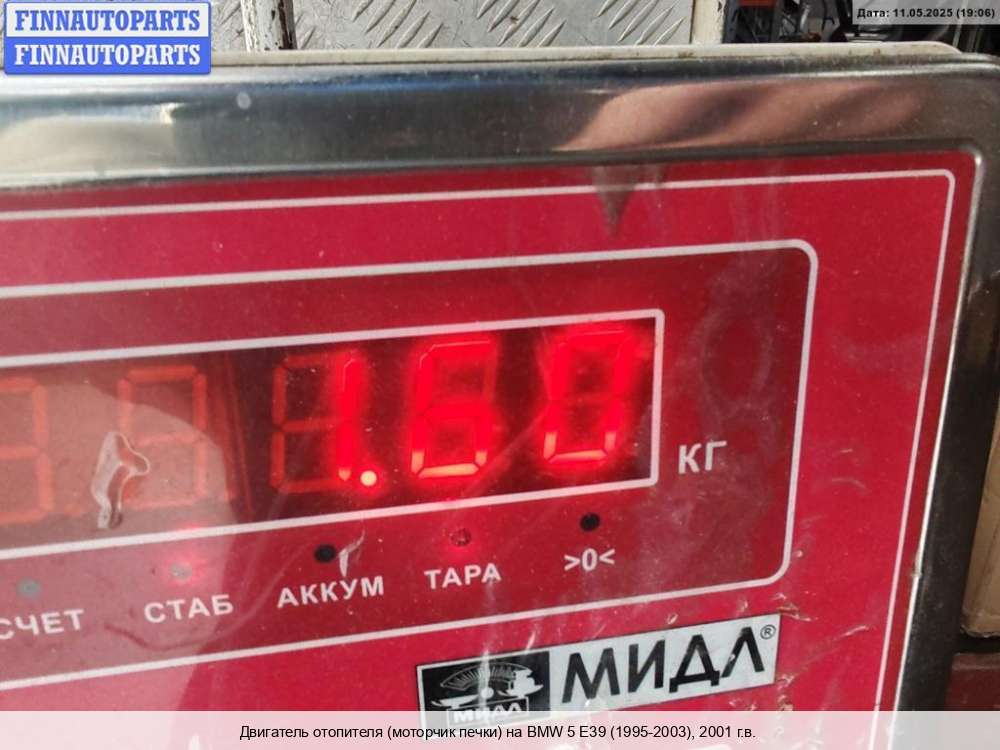 FINNAUTOPARTS
FINNAUTOPARTS
Дата: 11.05.2025 (19:06)
1.60
КГ
СЧЕТ СТАБ АККУМ ТАРА >0<
МИДЛ®
МИДЛ
Двигатель отопителя (моторчик печки) на BMW 5 E39 (1995-2003), 2001 г.в.